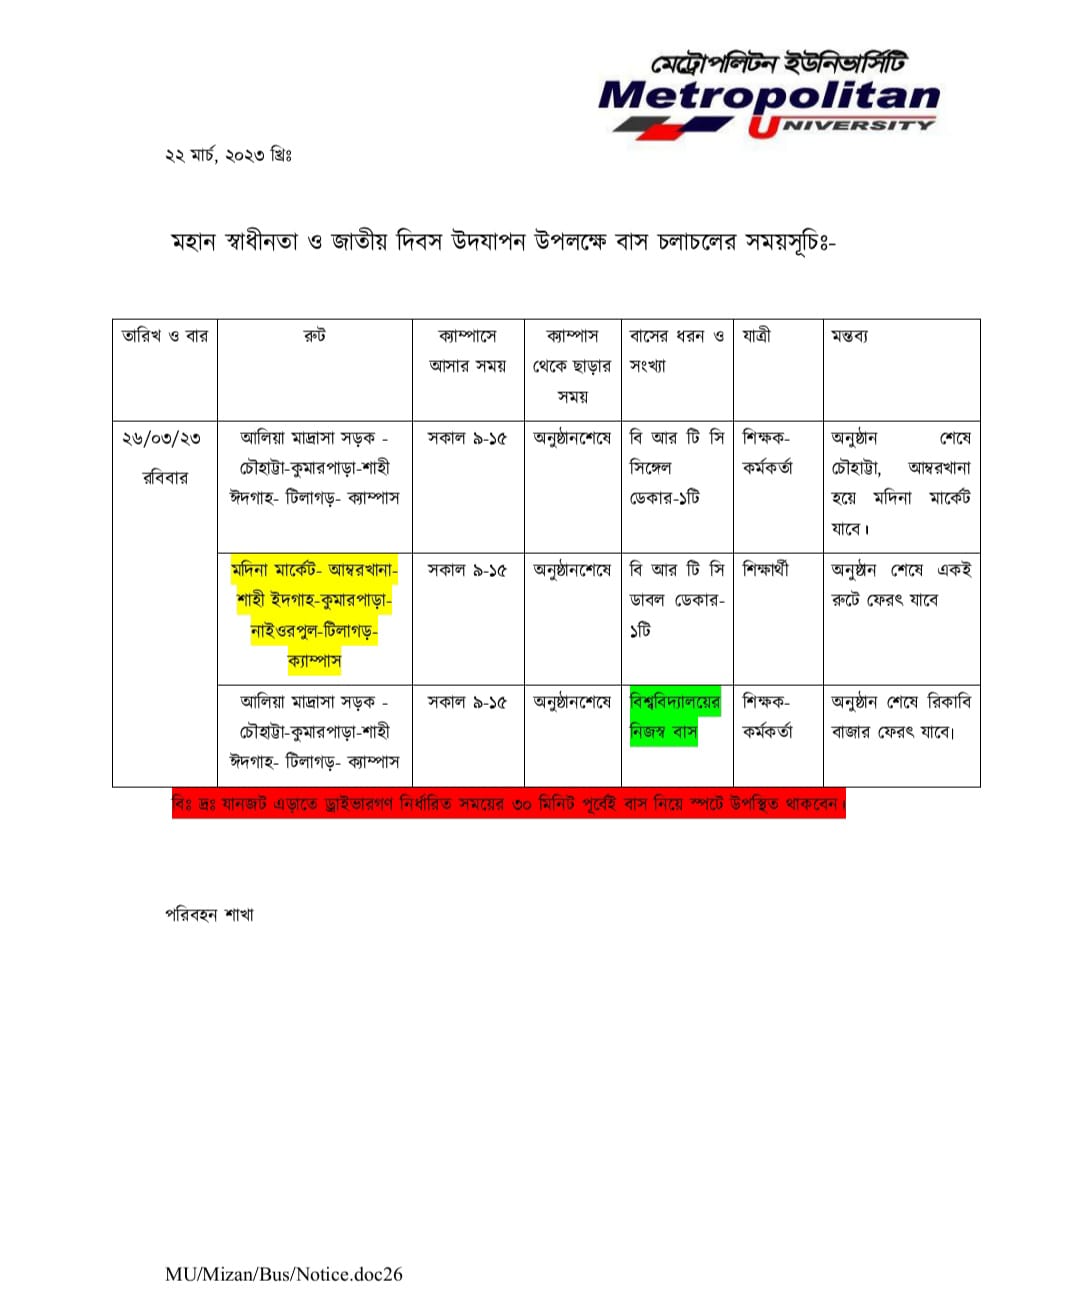 মেট্রোপলিটন ইউনিভার্সিটি
Metropolitan
UNIVERSITY
২২ মার্চ, ২০২৩ খ্রিঃ
মহান স্বাধীনতা ও জাতীয় দিবস উদযাপন উপলক্ষে বাস চলাচলের সময়সূচিঃ-
তারিখ ও বার
রুট
ক্যাম্পাসে
আসার সময়
ক্যাম্পাস
থেকে ছাড়ার
সময়
বাসের ধরন ও
সংখ্যা
যাত্রী
মন্তব্য
২৬/০৩/২৩
রবিবার
আলিয়া মাদ্রাসা সড়ক -
চৌহাট্টা-কুমারপাড়া-শাহী
ঈদগাহ- টিলাগড়- ক্যাম্পাস
সকাল ৯-১৫
অনুষ্ঠানশেষে
বি আর টি সি
সিঙ্গেল
ডেকার-১টি
শিক্ষক-
কর্মকর্তা
অনুষ্ঠান শেষে
চৌহাট্টা, আম্বরখানা
হয়ে মদিনা মার্কেট
যাবে।
মদিনা মার্কেট- আম্বরখানা-
শাহী ইদগাহ-কুমারপাড়া-
নাইওরপুল-টিলাগড়-
ক্যাম্পাস
সকাল ৯-১৫
অনুষ্ঠানশেষে
বি আর টি সি
ডাবল ডেকার-
১টি
শিক্ষার্থী
অনুষ্ঠান শেষে একই
রুটে ফেরৎ যাবে
আলিয়া মাদ্রাসা সড়ক -
চৌহাট্টা-কুমারপাড়া-শাহী
ঈদগাহ- টিলাগড়- ক্যাম্পাস
সকাল ৯-১৫
অনুষ্ঠানশেষে
বিশ্ববিদ্যালয়ের
নিজস্ব বাস
শিক্ষক-
কর্মকর্তা
অনুষ্ঠান শেষে রিকাবি
বাজার ফেরৎ যাবে।
বিঃ দ্রঃ যানজট এড়াতে ড্রাইভারগণ নির্ধারিত সময়ের ৩০ মিনিট পূর্বেই বাস নিয়ে স্পটে উপস্থিত থাকবেন।
পরিবহন শাখা
MU/Mizan/Bus/Notice.doc26